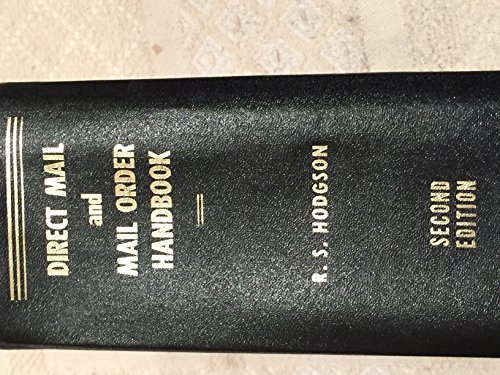 DIRECT MAIL
and
MAIL ORDER
HANDBOOK
R. S. HODGSON
SECOND
EDITION